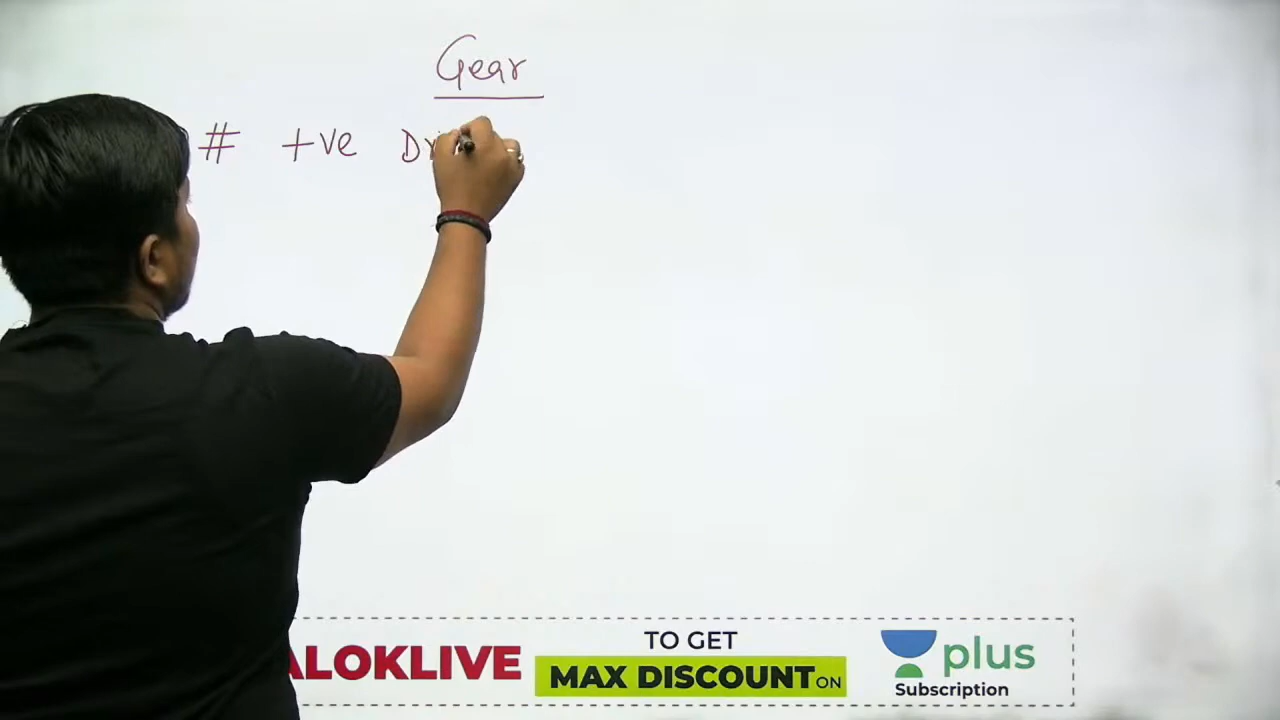 Gear
# +ve
ALOKLIVE
TO GET
MAX DISCOUNT ON
plus
Subscription